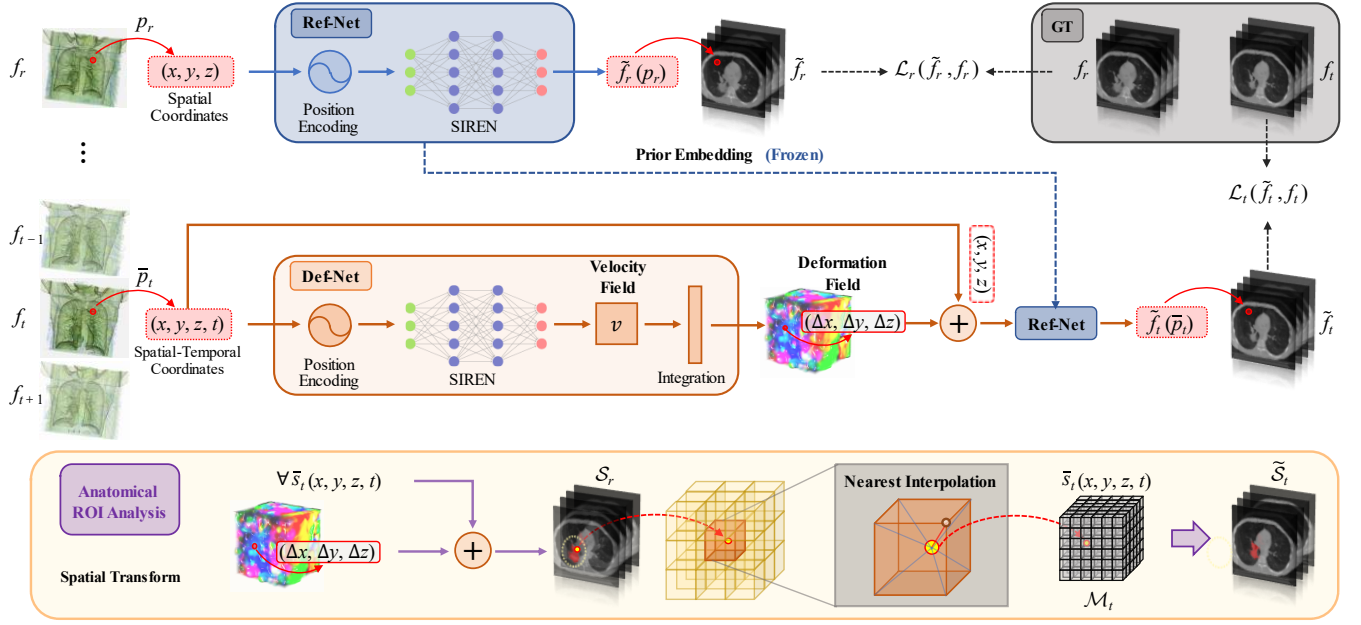 f_r
p_r
(x, y, z)
Spatial
Coordinates
Ref-Net
Position
Encoding
SIREN
f̃_r(p_r)
f̃_r
ℒ_r(f̃_r, f_r)
GT
f_r
f_t
⋮
Prior Embedding (Frozen)
ℒ_t(f̃_t, f_t)
f_{t−1}
f_t
f_{t+1}
p̄_t
(x, y, z, t)
Spatial-Temporal
Coordinates
Def-Net
Position
Encoding
SIREN
Velocity
Field
v
Integration
Deformation
Field
(Δx, Δy, Δz)
(x, y, z)
+
Ref-Net
f̃_t(p̄_t)
f̃_t
Anatomical
ROI Analysis
Spatial Transform
∀ s̄_t(x, y, z, t)
(Δx, Δy, Δz)
+
𝒮_r
Nearest Interpolation
s̄_t(x, y, z, t)
ℳ_t
𝒮̃_t